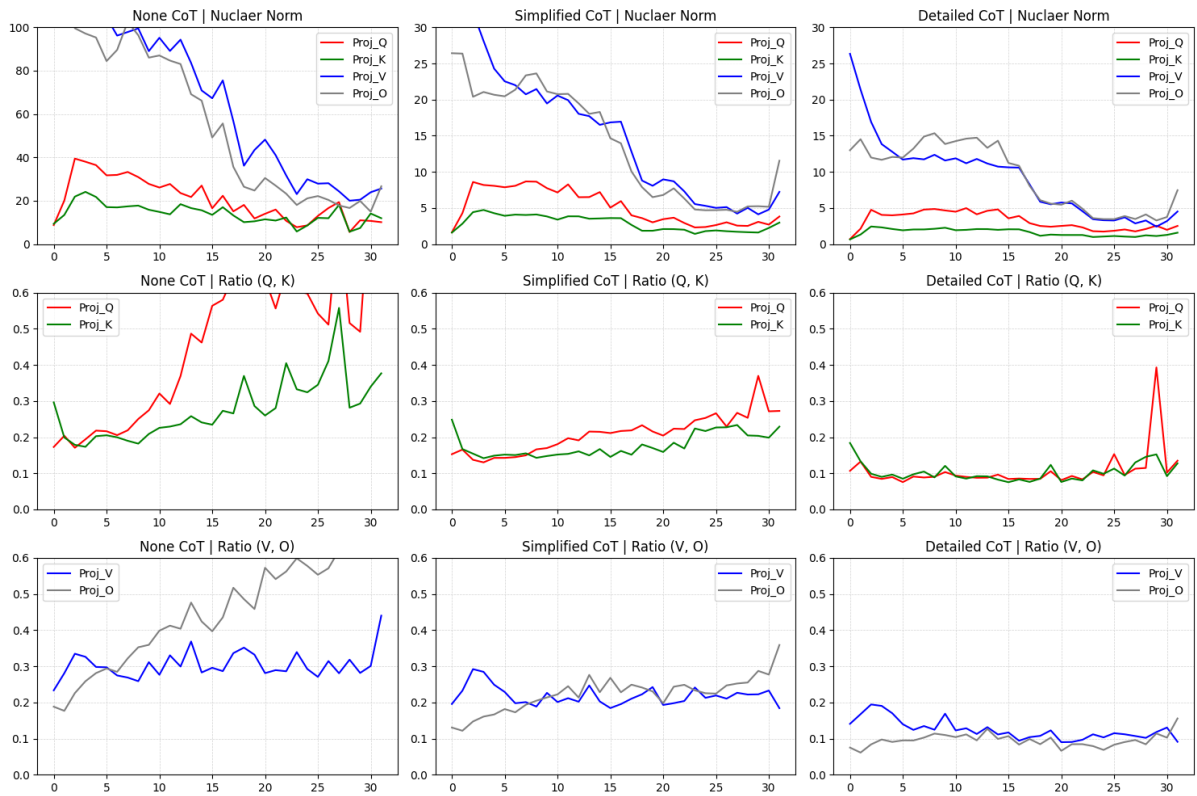 None CoT | Nuclaer Norm
100
80
60
40
20
0
0 5 10 15 20 25 30
Proj_Q
Proj_K
Proj_V
Proj_O
Simplified CoT | Nuclaer Norm
30
25
20
15
10
5
0
0 5 10 15 20 25 30
Proj_Q
Proj_K
Proj_V
Proj_O
Detailed CoT | Nuclaer Norm
30
25
20
15
10
5
0
0 5 10 15 20 25 30
Proj_Q
Proj_K
Proj_V
Proj_O
None CoT | Ratio (Q, K)
0.6
0.5
0.4
0.3
0.2
0.1
0.0
0 5 10 15 20 25 30
Proj_Q
Proj_K
Simplified CoT | Ratio (Q, K)
0.6
0.5
0.4
0.3
0.2
0.1
0.0
0 5 10 15 20 25 30
Proj_Q
Proj_K
Detailed CoT | Ratio (Q, K)
0.6
0.5
0.4
0.3
0.2
0.1
0.0
0 5 10 15 20 25 30
Proj_Q
Proj_K
None CoT | Ratio (V, O)
0.6
0.5
0.4
0.3
0.2
0.1
0.0
0 5 10 15 20 25 30
Proj_V
Proj_O
Simplified CoT | Ratio (V, O)
0.6
0.5
0.4
0.3
0.2
0.1
0.0
0 5 10 15 20 25 30
Proj_V
Proj_O
Detailed CoT | Ratio (V, O)
0.6
0.5
0.4
0.3
0.2
0.1
0.0
0 5 10 15 20 25 30
Proj_V
Proj_O